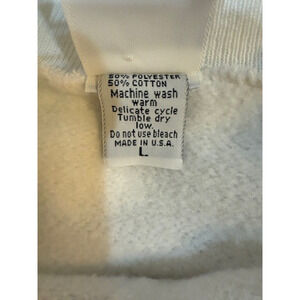 50% POLYESTER
50% COTTON
Machine wash
warm
Delicate cycle
Tumble dry
low.
Do not use bleach
MADE IN U.S.A.
L